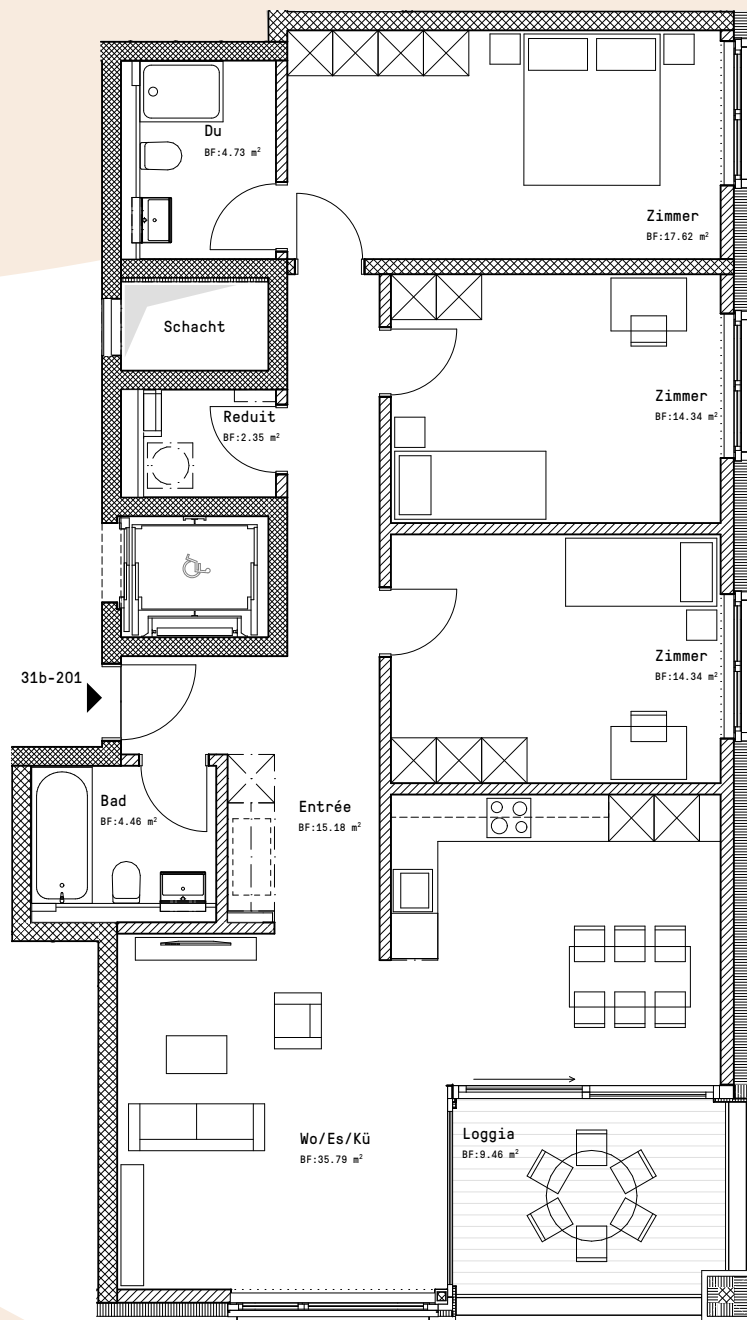 Du
BF:4.73 m²
Zimmer
BF:17.62 m²
Schacht
Zimmer
BF:14.34 m²
Reduit
BF:2.35 m²
31b-201
Zimmer
BF:14.34 m²
Bad
BF:4.46 m²
Entrée
BF:15.18 m²
Wo/Es/Kü
BF:35.79 m²
Loggia
BF:9.46 m²